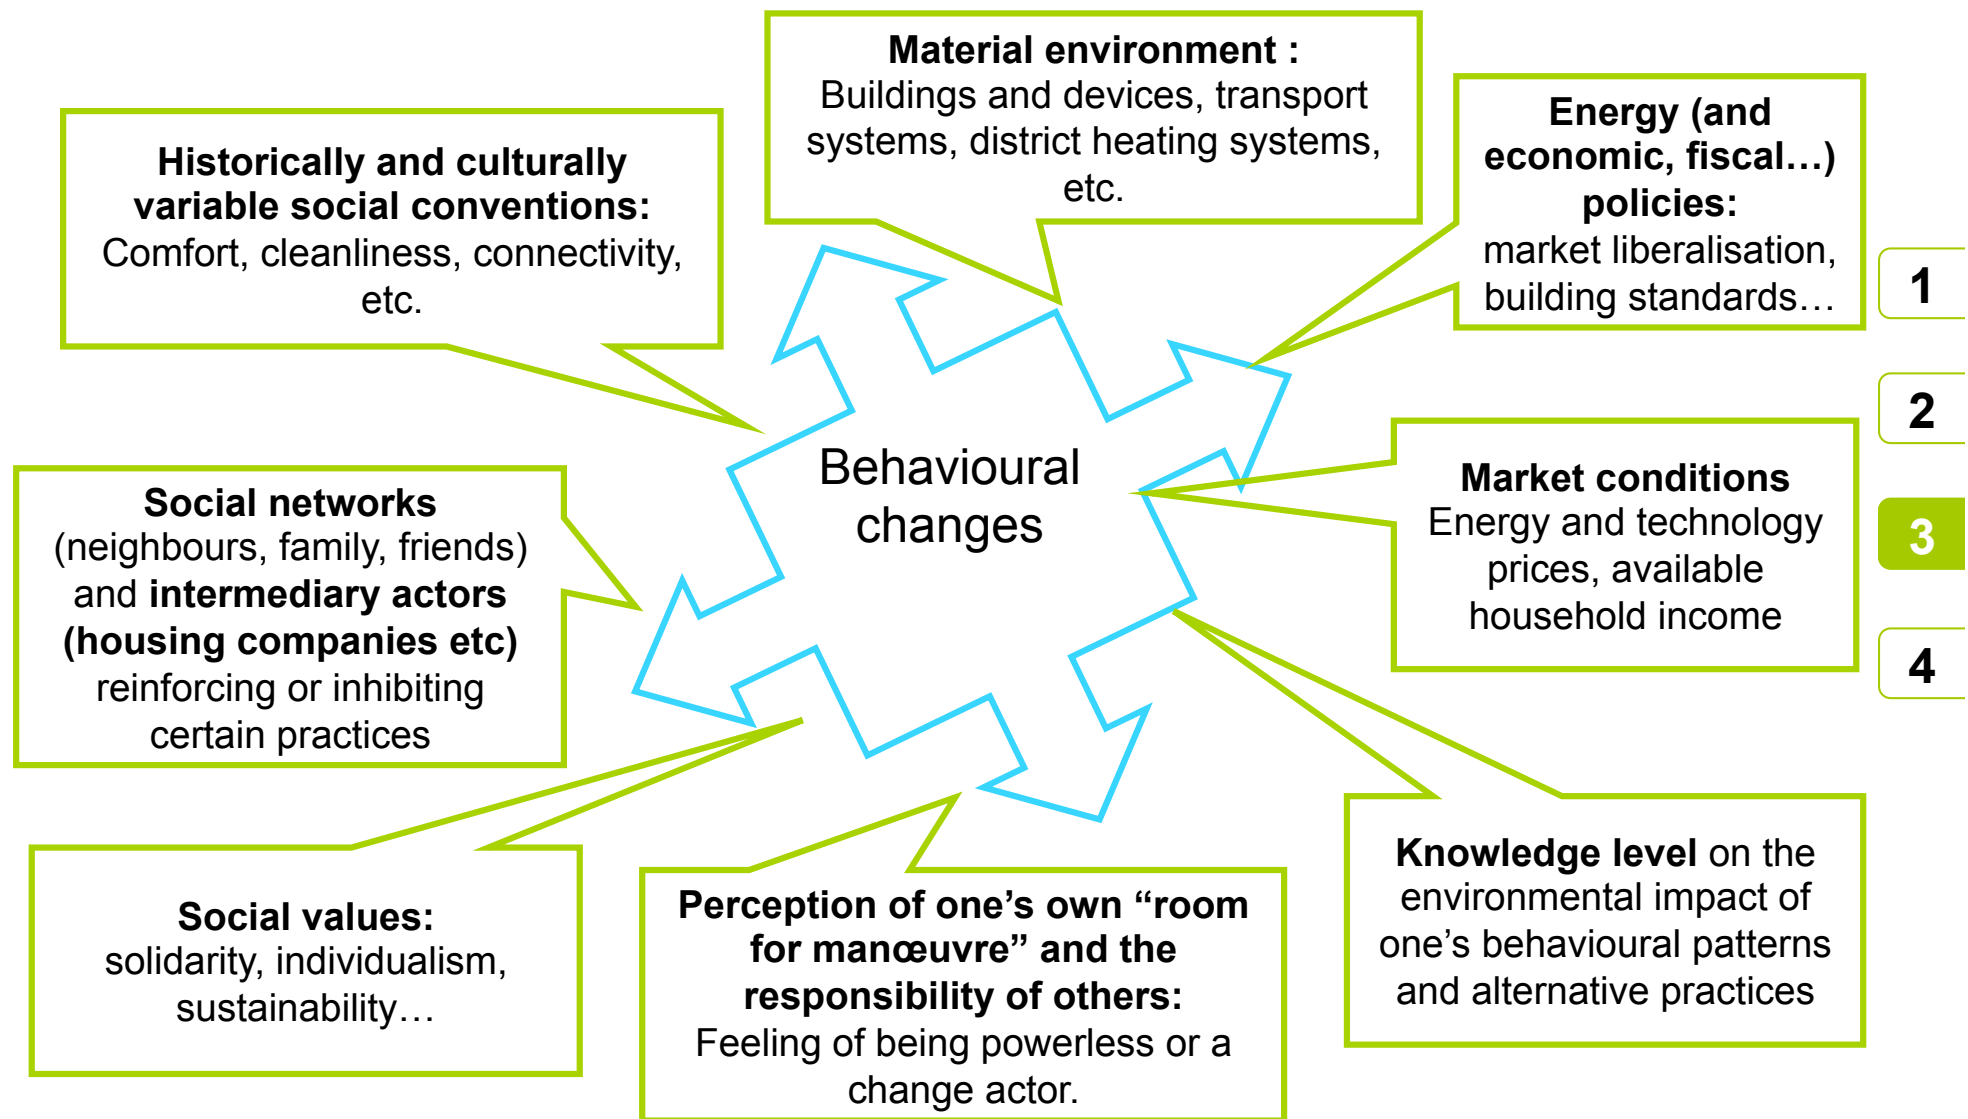 Material environment :
Buildings and devices, transport
systems, district heating systems,
etc.
Energy (and
economic, fiscal…)
policies:
market liberalisation,
building standards…
Historically and culturally
variable social conventions:
Comfort, cleanliness, connectivity,
etc.
Behavioural
changes
Social networks
(neighbours, family, friends)
and intermediary actors
(housing companies etc)
reinforcing or inhibiting
certain practices
Market conditions
Energy and technology
prices, available
household income
Social values:
solidarity, individualism,
sustainability…
Perception of one’s own “room
for manœuvre” and the
responsibility of others:
Feeling of being powerless or a
change actor.
Knowledge level on the
environmental impact of
one’s behavioural patterns
and alternative practices
1
2
3
4